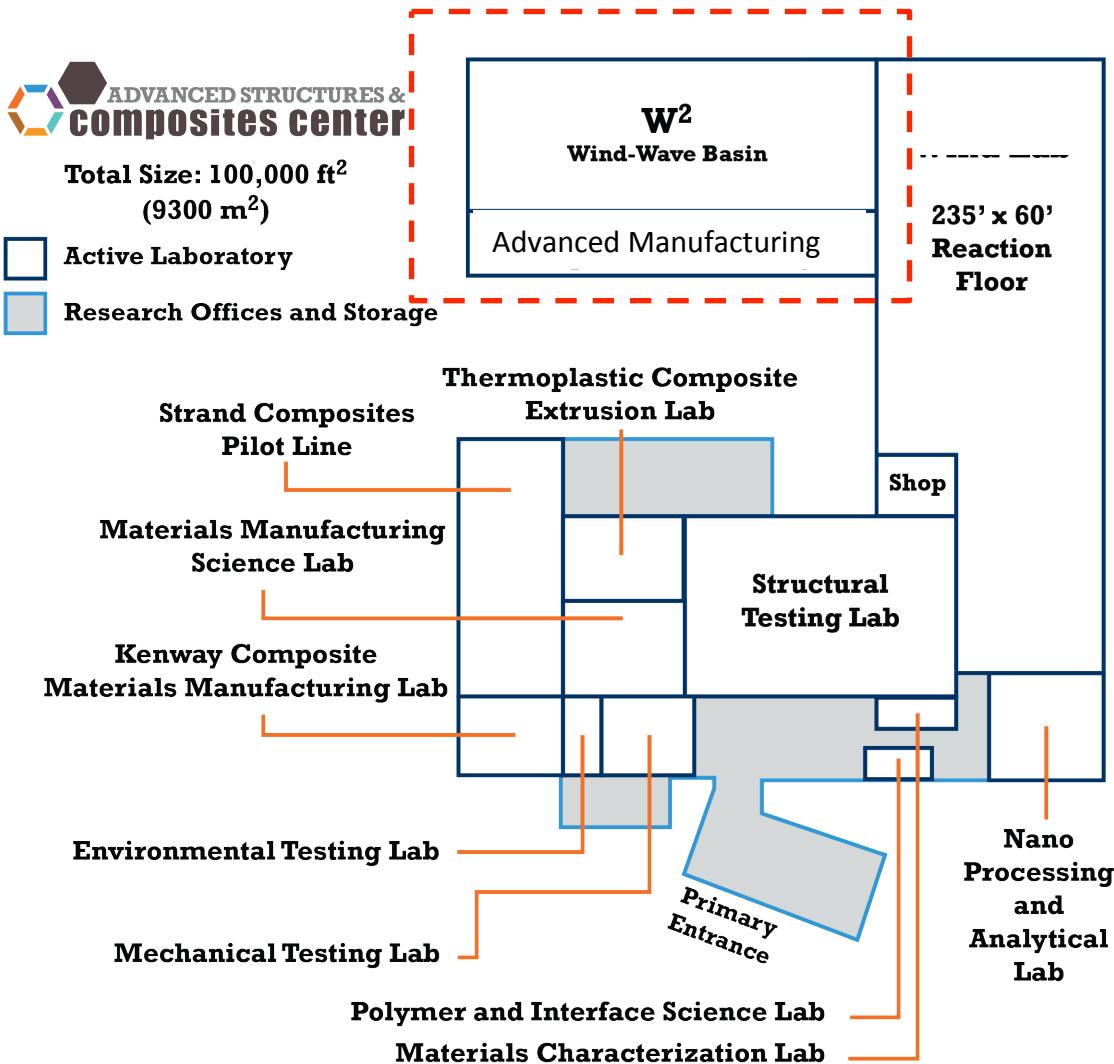 ADVANCED STRUCTURES &
composites center
Total Size: 100,000 ft²
(9300 m²)
Active Laboratory
Research Offices and Storage
W²
Wind-Wave Basin
Advanced Manufacturing
235' x 60'
Reaction
Floor
Thermoplastic Composite
Extrusion Lab
Strand Composites
Pilot Line
Shop
Materials Manufacturing
Science Lab
Structural
Testing Lab
Kenway Composite
Materials Manufacturing Lab
Environmental Testing Lab
Mechanical Testing Lab
Primary
Entrance
Nano
Processing
and
Analytical
Lab
Polymer and Interface Science Lab
Materials Characterization Lab